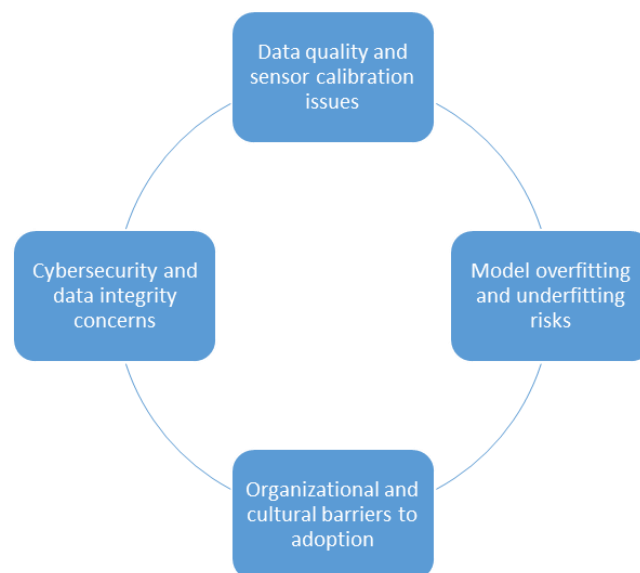 Data quality and
sensor calibration
issues
Cybersecurity and
data integrity
concerns
Model overfitting
and underfitting
risks
Organizational and
cultural barriers to
adoption